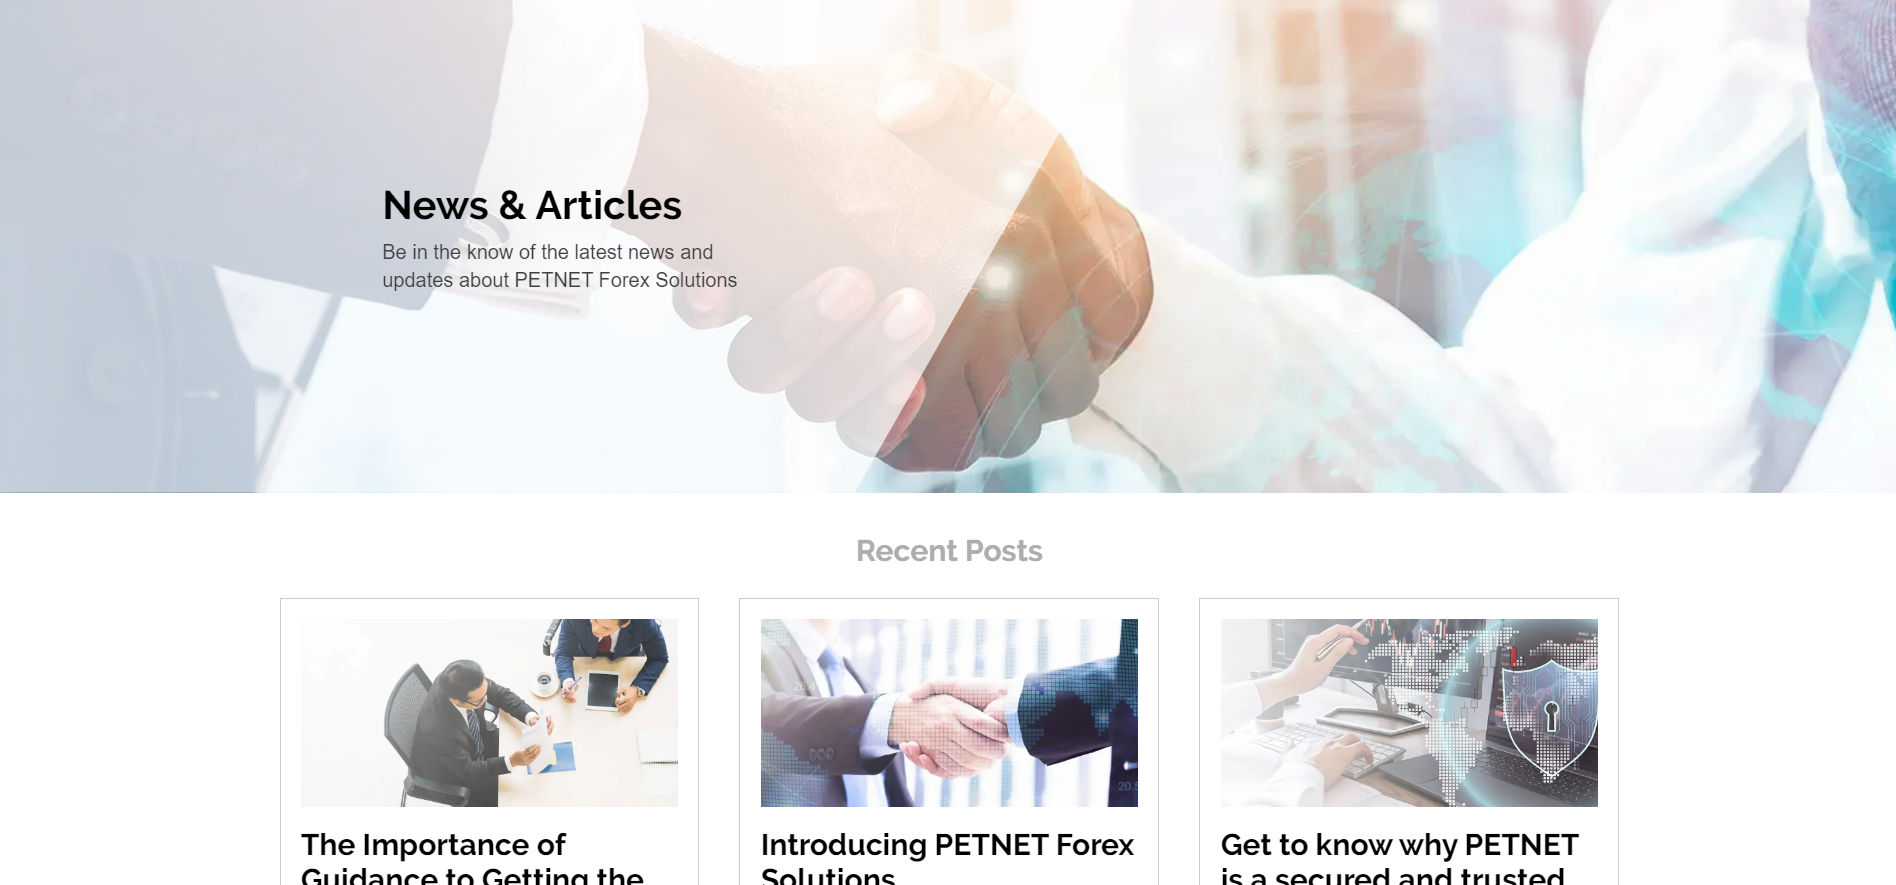 News & Articles
Be in the know of the latest news and
updates about PETNET Forex Solutions
Recent Posts
The Importance of
Guidance to Getting the
Introducing PETNET Forex
Solutions
Get to know why PETNET
is a secured and trusted